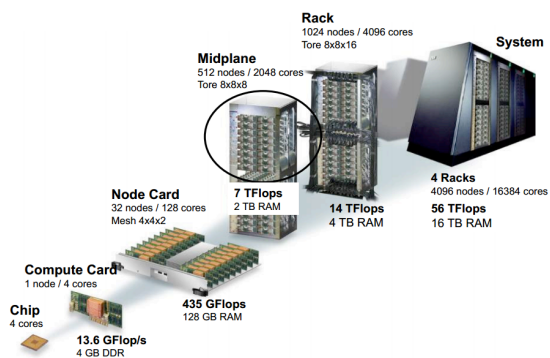 Rack
1024 nodes / 4096 cores
Tore 8x8x16
System
Midplane
512 nodes / 2048 cores
Tore 8x8x8
4 Racks
4096 nodes / 16384 cores
7 TFlops
2 TB RAM
14 TFlops
4 TB RAM
56 TFlops
16 TB RAM
Node Card
32 nodes / 128 cores
Mesh 4x4x2
Compute Card
1 node / 4 cores
435 GFlops
128 GB RAM
Chip
4 cores
13.6 GFlop/s
4 GB DDR